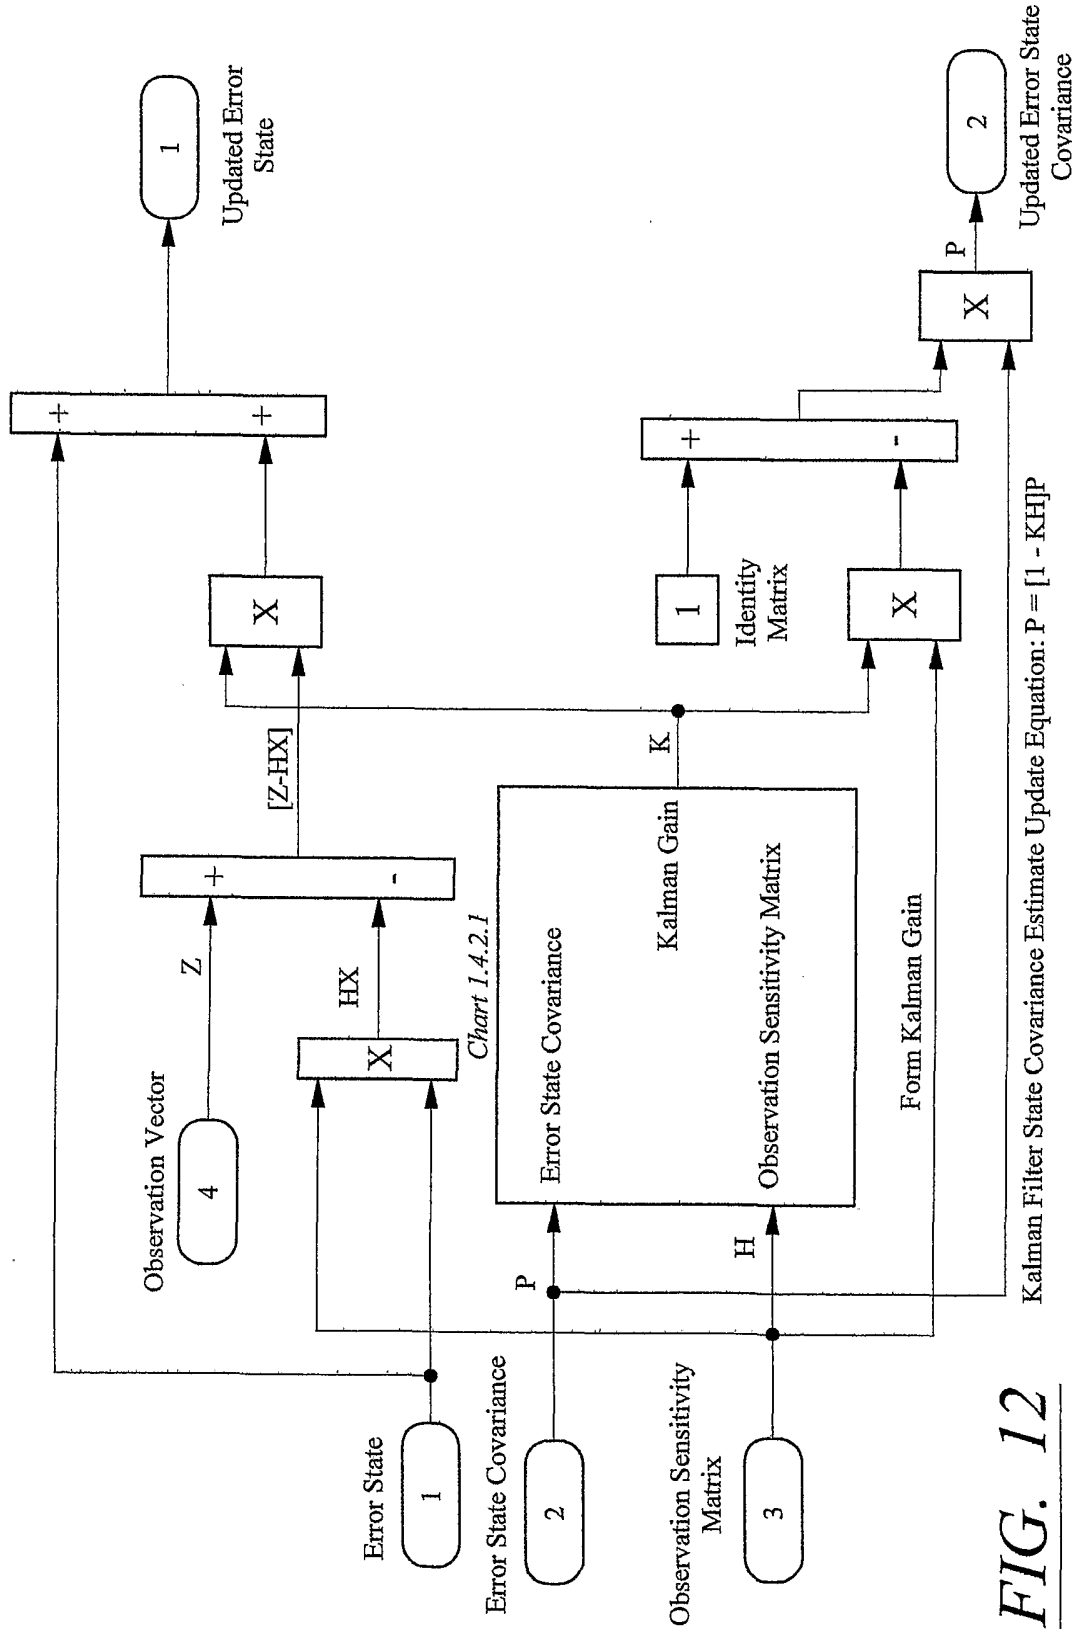 Updated Error
State
1
+
+
X
[Z-HX]
+
-
Z
HX
X
Observation Vector
4
Chart 1.4.2.1
Error State Covariance
Kalman Gain
Observation Sensitivity Matrix
Form Kalman Gain
K
P
H
Error State
1
Error State Covariance
2
Observation Sensitivity
Matrix
3
1
Identity
Matrix
X
+
-
X
P
2
Updated Error State
Covariance
Kalman Filter State Covariance Estimate Update Equation: P = [1 - KH]P
FIG. 12